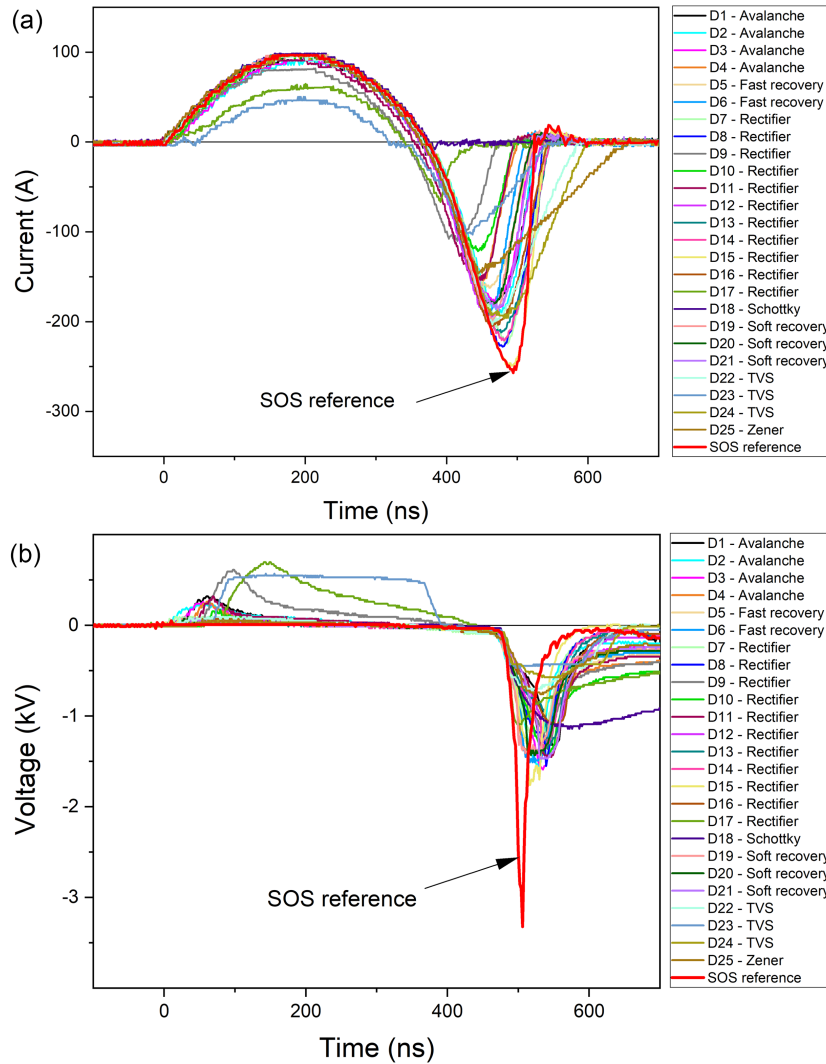 (a)
100
0
-100
-200
-300
Current (A)
SOS reference
0
200
400
600
Time (ns)
D1 - Avalanche
D2 - Avalanche
D3 - Avalanche
D4 - Avalanche
D5 - Fast recovery
D6 - Fast recovery
D7 - Rectifier
D8 - Rectifier
D9 - Rectifier
D10 - Rectifier
D11 - Rectifier
D12 - Rectifier
D13 - Rectifier
D14 - Rectifier
D15 - Rectifier
D16 - Rectifier
D17 - Rectifier
D18 - Schottky
D19 - Soft recovery
D20 - Soft recovery
D21 - Soft recovery
D22 - TVS
D23 - TVS
D24 - TVS
D25 - Zener
SOS reference
(b)
0
-1
-2
-3
Voltage (kV)
SOS reference
0
200
400
600
Time (ns)
D1 - Avalanche
D2 - Avalanche
D3 - Avalanche
D4 - Avalanche
D5 - Fast recovery
D6 - Fast recovery
D7 - Rectifier
D8 - Rectifier
D9 - Rectifier
D10 - Rectifier
D11 - Rectifier
D12 - Rectifier
D13 - Rectifier
D14 - Rectifier
D15 - Rectifier
D16 - Rectifier
D17 - Rectifier
D18 - Schottky
D19 - Soft recovery
D20 - Soft recovery
D21 - Soft recovery
D22 - TVS
D23 - TVS
D24 - TVS
D25 - Zener
SOS reference